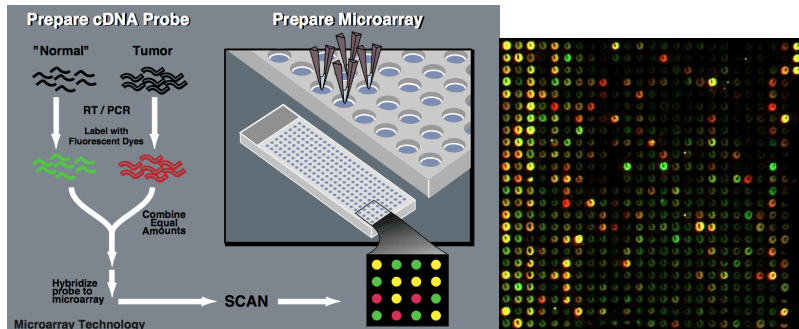 Prepare cDNA Probe
Prepare Microarray
"Normal"
Tumor
RT / PCR
Label with
Fluorescent Dyes
Combine
Equal
Amounts
Hybridize
probe to
microarray
SCAN
Microarray Technology